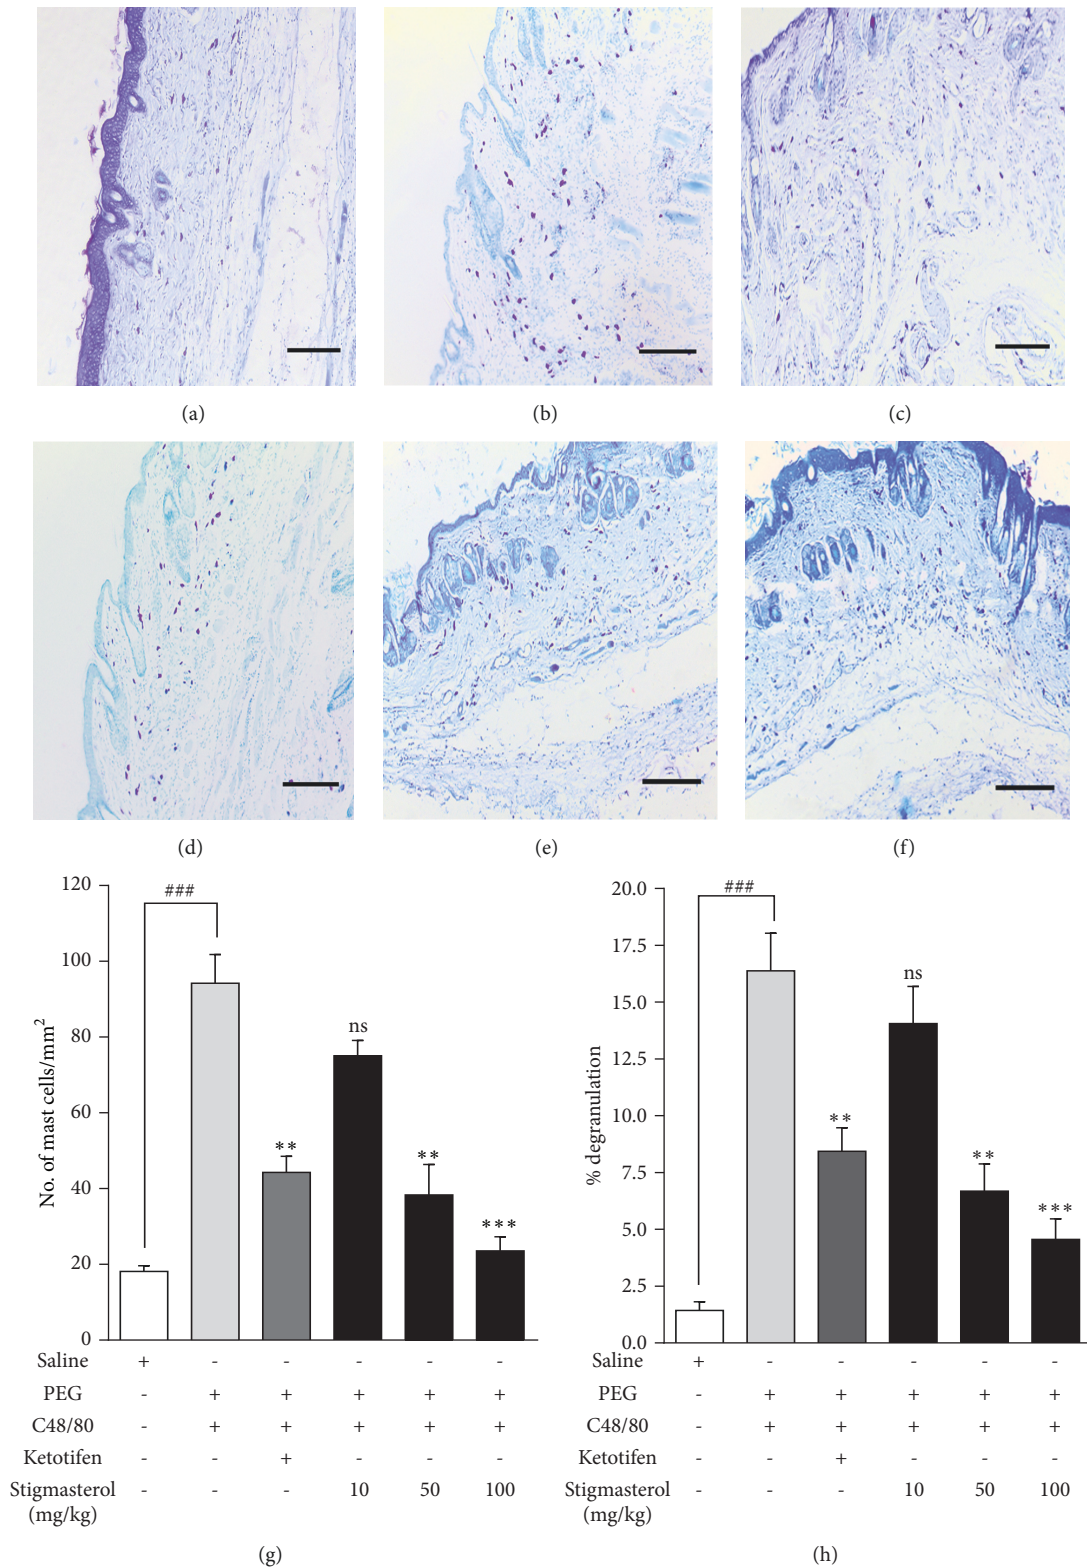 (a)
(b)
(c)
(d)
(e)
(f)
120
100
80
60
40
20
0
No. of mast cells/mm²
###
**
ns
**
***
Saline + - - - - -
PEG - + + + + +
C48/80 - + + + + +
Ketotifen - - + - - -
Stigmasterol - - - 10 50 100
(mg/kg)
(g)
20.0
17.5
15.0
12.5
10.0
7.5
5.0
2.5
0.0
% degranulation
###
**
ns
**
***
Saline + - - - - -
PEG - + + + + +
C48/80 - + + + + +
Ketotifen - - + - - -
Stigmasterol - - - 10 50 100
(mg/kg)
(h)